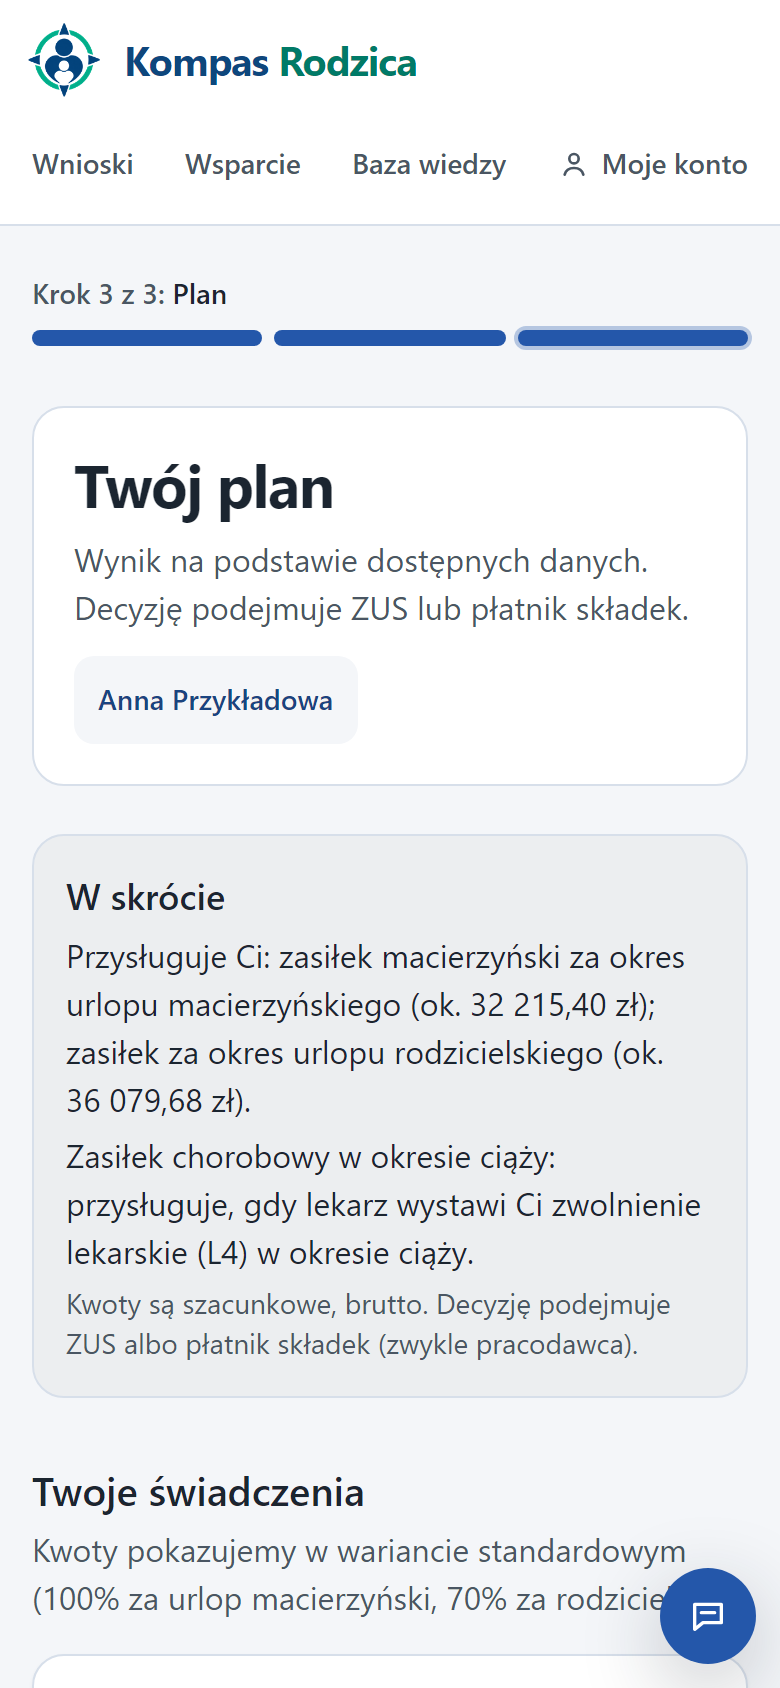 Kompas Rodzica
Wnioski Wsparcie Baza wiedzy Moje konto
Krok 3 z 3: Plan
Twój plan
Wynik na podstawie dostępnych danych.
Decyzję podejmuje ZUS lub płatnik składek.
Anna Przykładowa
W skrócie
Przysługuje Ci: zasiłek macierzyński za okres
urlopu macierzyńskiego (ok. 32 215,40 zł);
zasiłek za okres urlopu rodzicielskiego (ok.
36 079,68 zł).
Zasiłek chorobowy w okresie ciąży:
przysługuje, gdy lekarz wystawi Ci zwolnienie
lekarskie (L4) w okresie ciąży.
Kwoty są szacunkowe, brutto. Decyzję podejmuje
ZUS albo płatnik składek (zwykle pracodawca).
Twoje świadczenia
Kwoty pokazujemy w wariancie standardowym
(100% za urlop macierzyński, 70% za